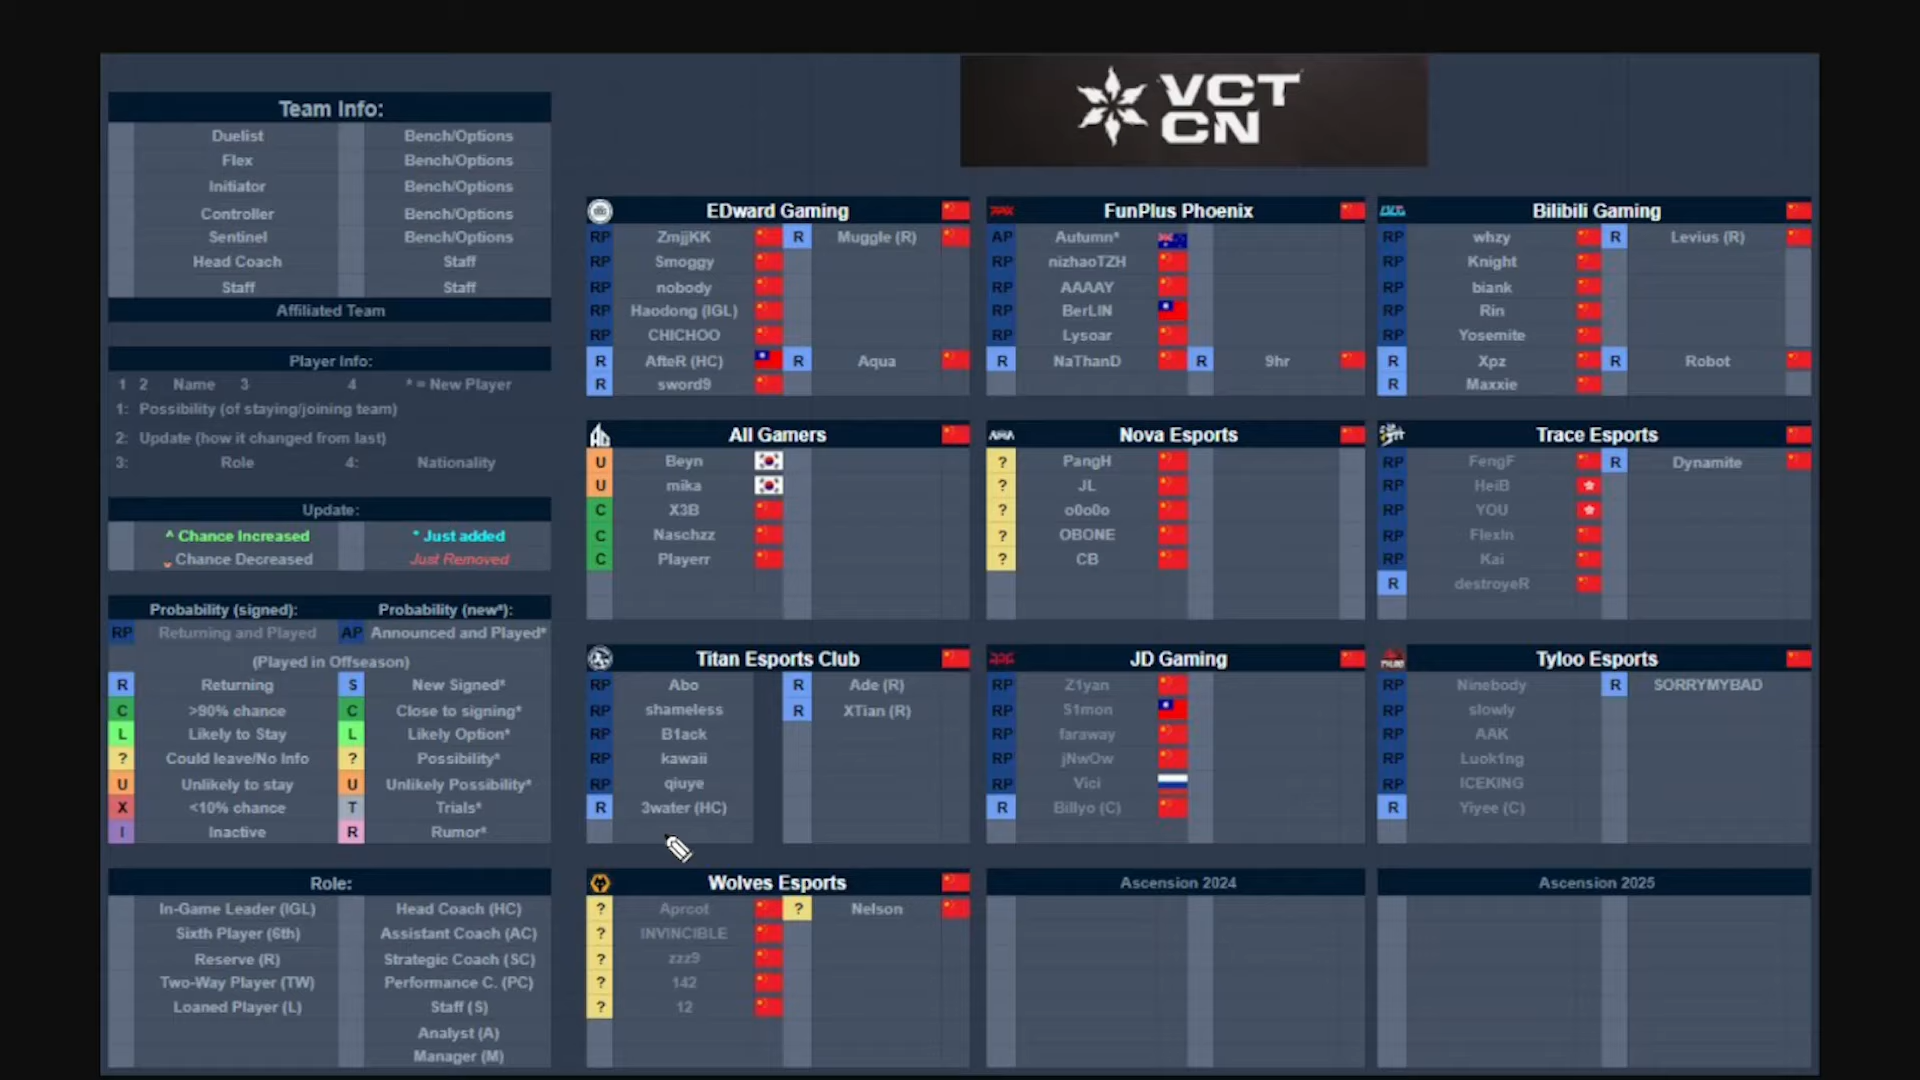 VCT
CN
Team Info:
Duelist Bench/Options
Flex Bench/Options
Initiator Bench/Options
Controller Bench/Options
Sentinel Bench/Options
Head Coach Staff
Staff Staff
Affiliated Team
Player Info:
1 2 Name 3 4 * = New Player
1: Possibility (of staying/joining team)
2: Update (how it changed from last)
3: Role 4: Nationality
Update:
^ Chance Increased * Just added
Chance Decreased Just Removed
Probability (signed): Probability (new*):
RP Returning and Played AP Announced and Played*
(Played in Offseason)
R Returning S New Signed*
C >90% chance C Close to signing*
L Likely to Stay L Likely Option*
? Could leave/No Info ? Possibility*
U Unlikely to stay U Unlikely Possibility*
X <10% chance T Trials*
I Inactive R Rumor*
Role:
In-Game Leader (IGL) Head Coach (HC)
Sixth Player (6th) Assistant Coach (AC)
Reserve (R) Strategic Coach (SC)
Two-Way Player (TW) Performance C. (PC)
Loaned Player (L) Staff (S)
Analyst (A)
Manager (M)
EDward Gaming
RP ZmjjKK R Muggle (R)
RP Smoggy
RP nobody
RP Haodong (IGL)
RP CHICHOO
R AfteR (HC) R Aqua
R sword9
FunPlus Phoenix
AP Autumn*
RP nizhaoTZH
RP AAAAY
RP BerLIN
RP Lysoar
R NaThanD R 9hr
Bilibili Gaming
RP whzy R Levius (R)
RP Knight
RP biank
RP Rin
RP Yosemite
R Xpz R Robot
R Maxxie
All Gamers
U Beyn
U mika
C X3B
C Naschzz
C Playerr
Nova Esports
? PangH
? JL
? o0o0o
? OBONE
? CB
Trace Esports
RP FengF R Dynamite
RP HeiB
RP YOU
RP FlexIn
RP Kai
R destroyeR
Titan Esports Club
RP Abo R Ade (R)
RP shameless R XTian (R)
RP B1ack
RP kawaii
RP qiuye
R 3water (HC)
JD Gaming
RP Z1yan
RP S1mon
RP faraway
RP jNwOw
RP Vici
R Billyo (C)
Tyloo Esports
RP Ninebody R SORRYMYBAD
RP slowly
RP AAK
RP Luok1ng
RP ICEKING
R Yiyee (C)
Wolves Esports
? Aprcot ? Nelson
? INVINCIBLE
? zzz9
? 142
? 12
Ascension 2024
Ascension 2025